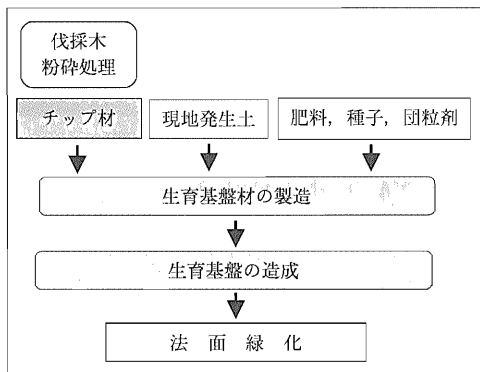 伐採木
粉砕処理
チップ材
現地発生土
肥料，種子，団粒剤
生育基盤材の製造
生育基盤の造成
法面緑化